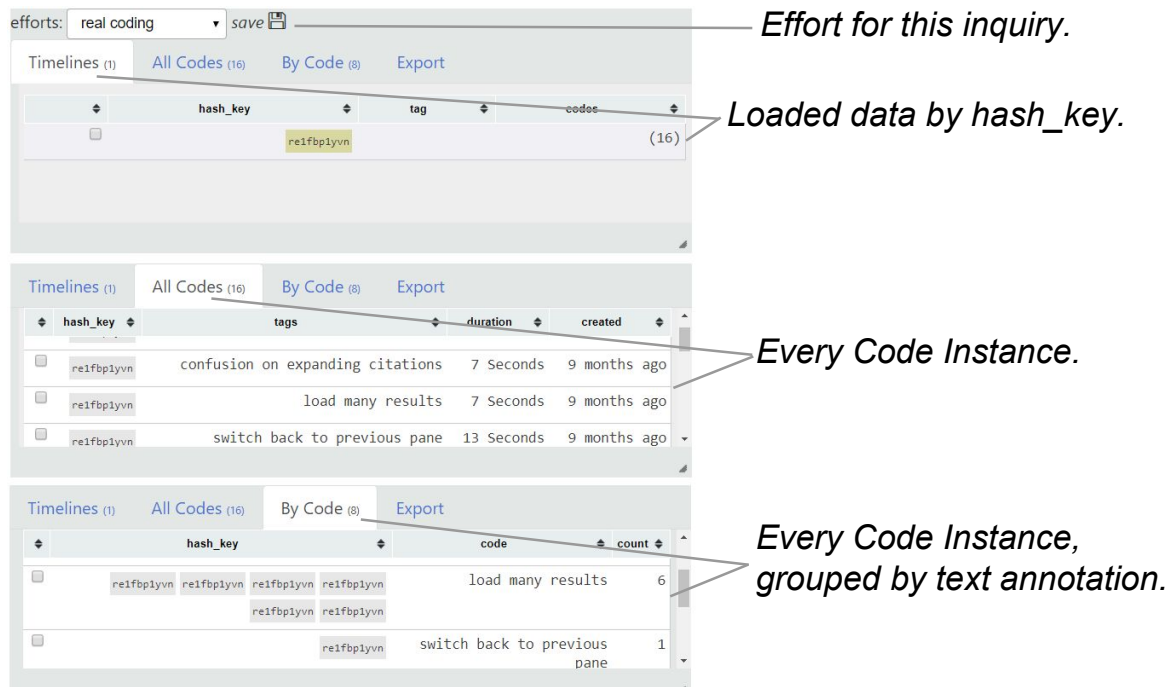 efforts: real coding save
Effort for this inquiry.
Timelines (1) All Codes (16) By Code (8) Export
hash_key tag codes
Loaded data by hash_key.
re1fbp1yvn (16)
Timelines (1) All Codes (16) By Code (8) Export
hash_key tags duration created
re1fbp1yvn confusion on expanding citations 7 Seconds 9 months ago
Every Code Instance.
re1fbp1yvn load many results 7 Seconds 9 months ago
re1fbp1yvn switch back to previous pane 13 Seconds 9 months ago
Timelines (1) All Codes (16) By Code (8) Export
hash_key code count
Every Code Instance,
grouped by text annotation.
re1fbp1yvn re1fbp1yvn re1fbp1yvn re1fbp1yvn load many results 6
re1fbp1yvn re1fbp1yvn
re1fbp1yvn switch back to previous 1
pane